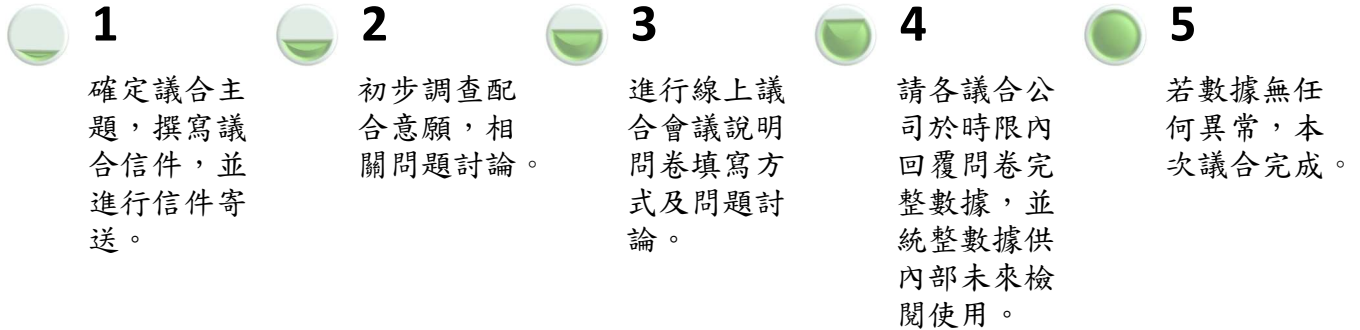 1
確定議合主
題，撰寫議
合信件，並
進行信件寄
送。
2
初步調查配
合意願，相
關問題討論。
3
進行線上議
合會議說明
問卷填寫方
式及問題討
論。
4
請各議合公
司於時限內
回覆問卷完
整數據，並
統整數據供
內部未來檢
閱使用。
5
若數據無任
何異常，本
次議合完成。